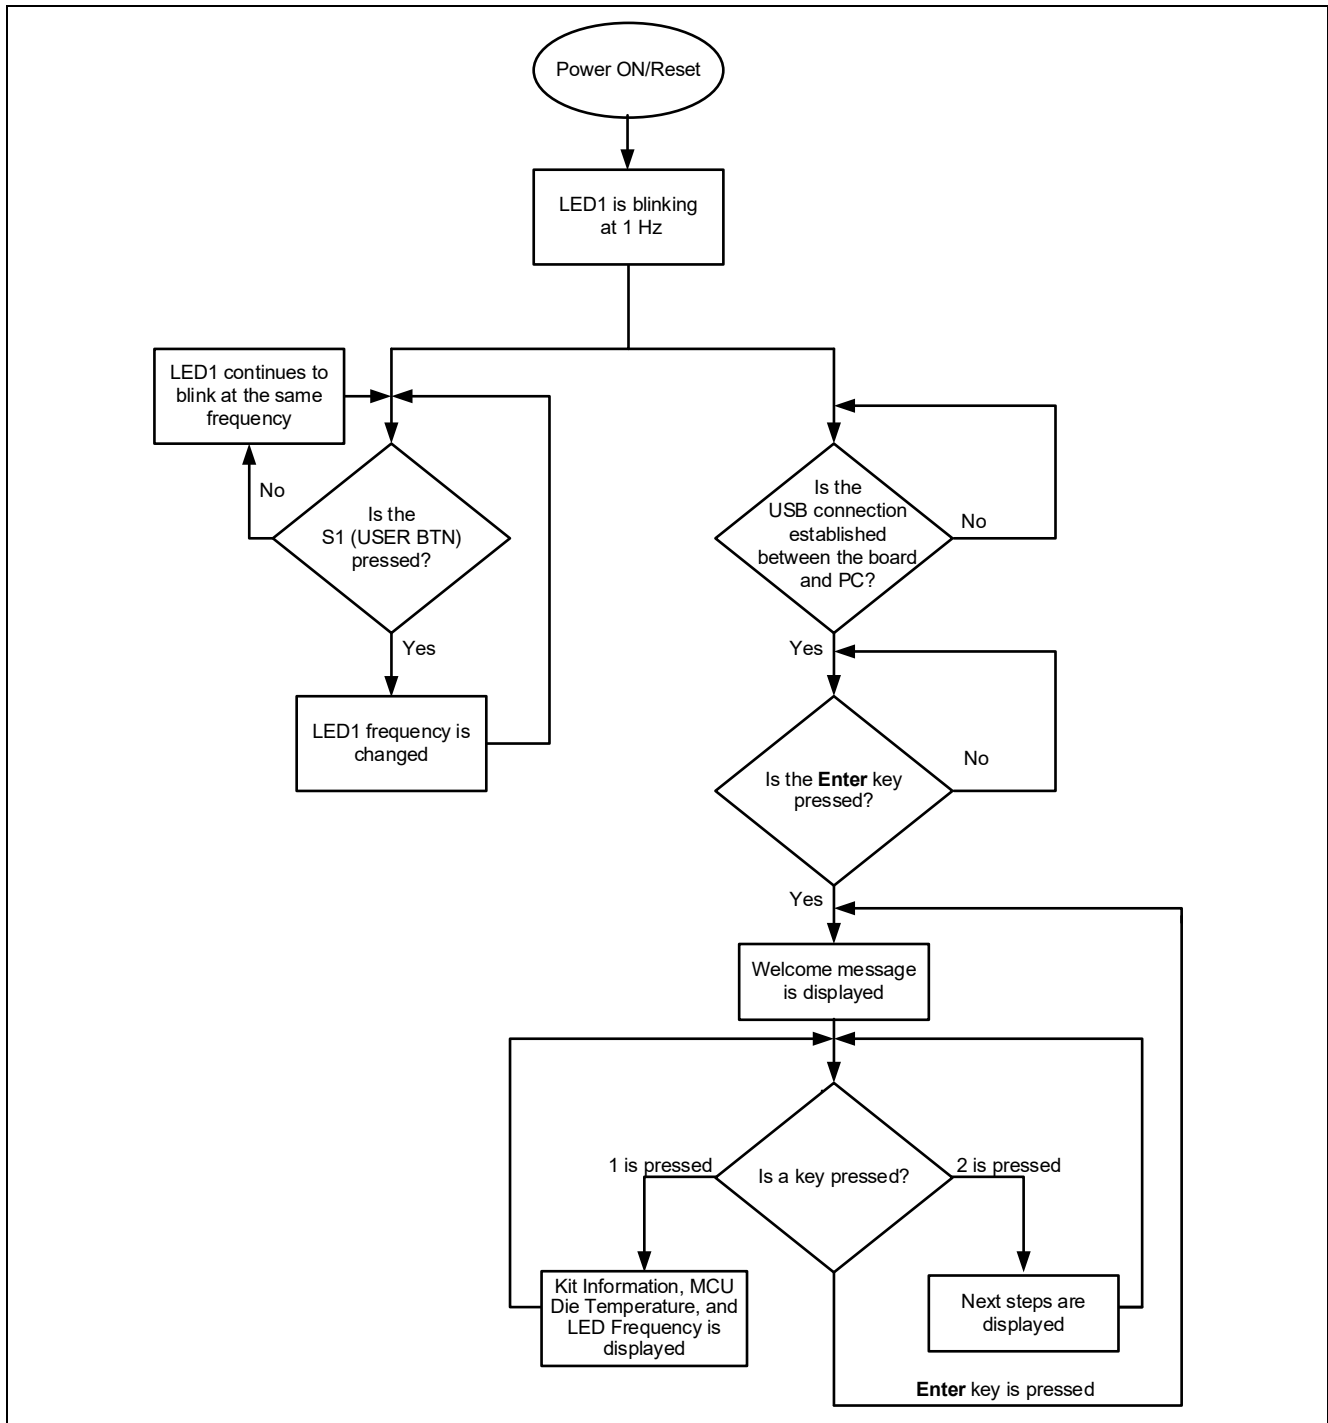 Power ON/Reset
LED1 is blinking
at 1 Hz
LED1 continues to
blink at the same
frequency
No
Is the
S1 (USER BTN)
pressed?
Yes
LED1 frequency is
changed
Is the
USB connection
established
between the board
and PC?
No
Yes
Is the Enter key
pressed?
No
Yes
Welcome message
is displayed
1 is pressed
Is a key pressed?
2 is pressed
Kit Information, MCU
Die Temperature, and
LED Frequency is
displayed
Next steps are
displayed
Enter key is pressed